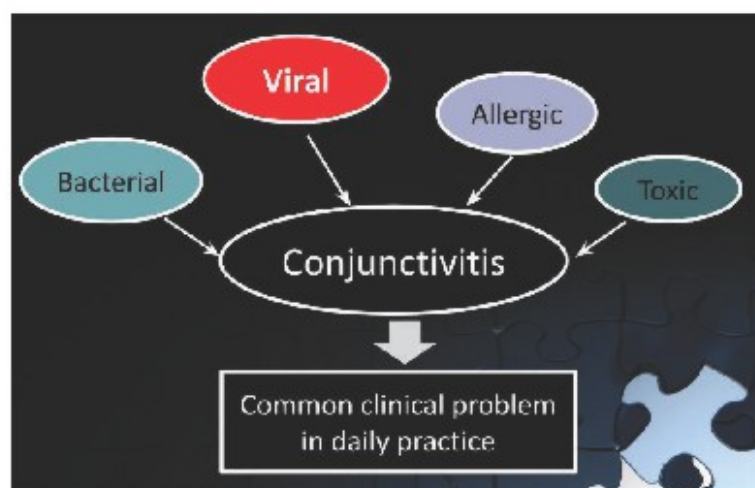 Viral
Allergic
Bacterial
Toxic
Conjunctivitis
Common clinical problem
in daily practice